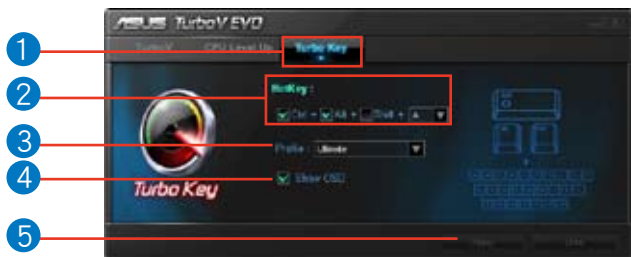 ASUS TurboV EVO
TurboV CPU Level Up Turbo Key
1
2
HotKey :
Ctrl + Alt + Shift + A
3
Profile : Ultimate
4
Show OSD
Turbo Key
5